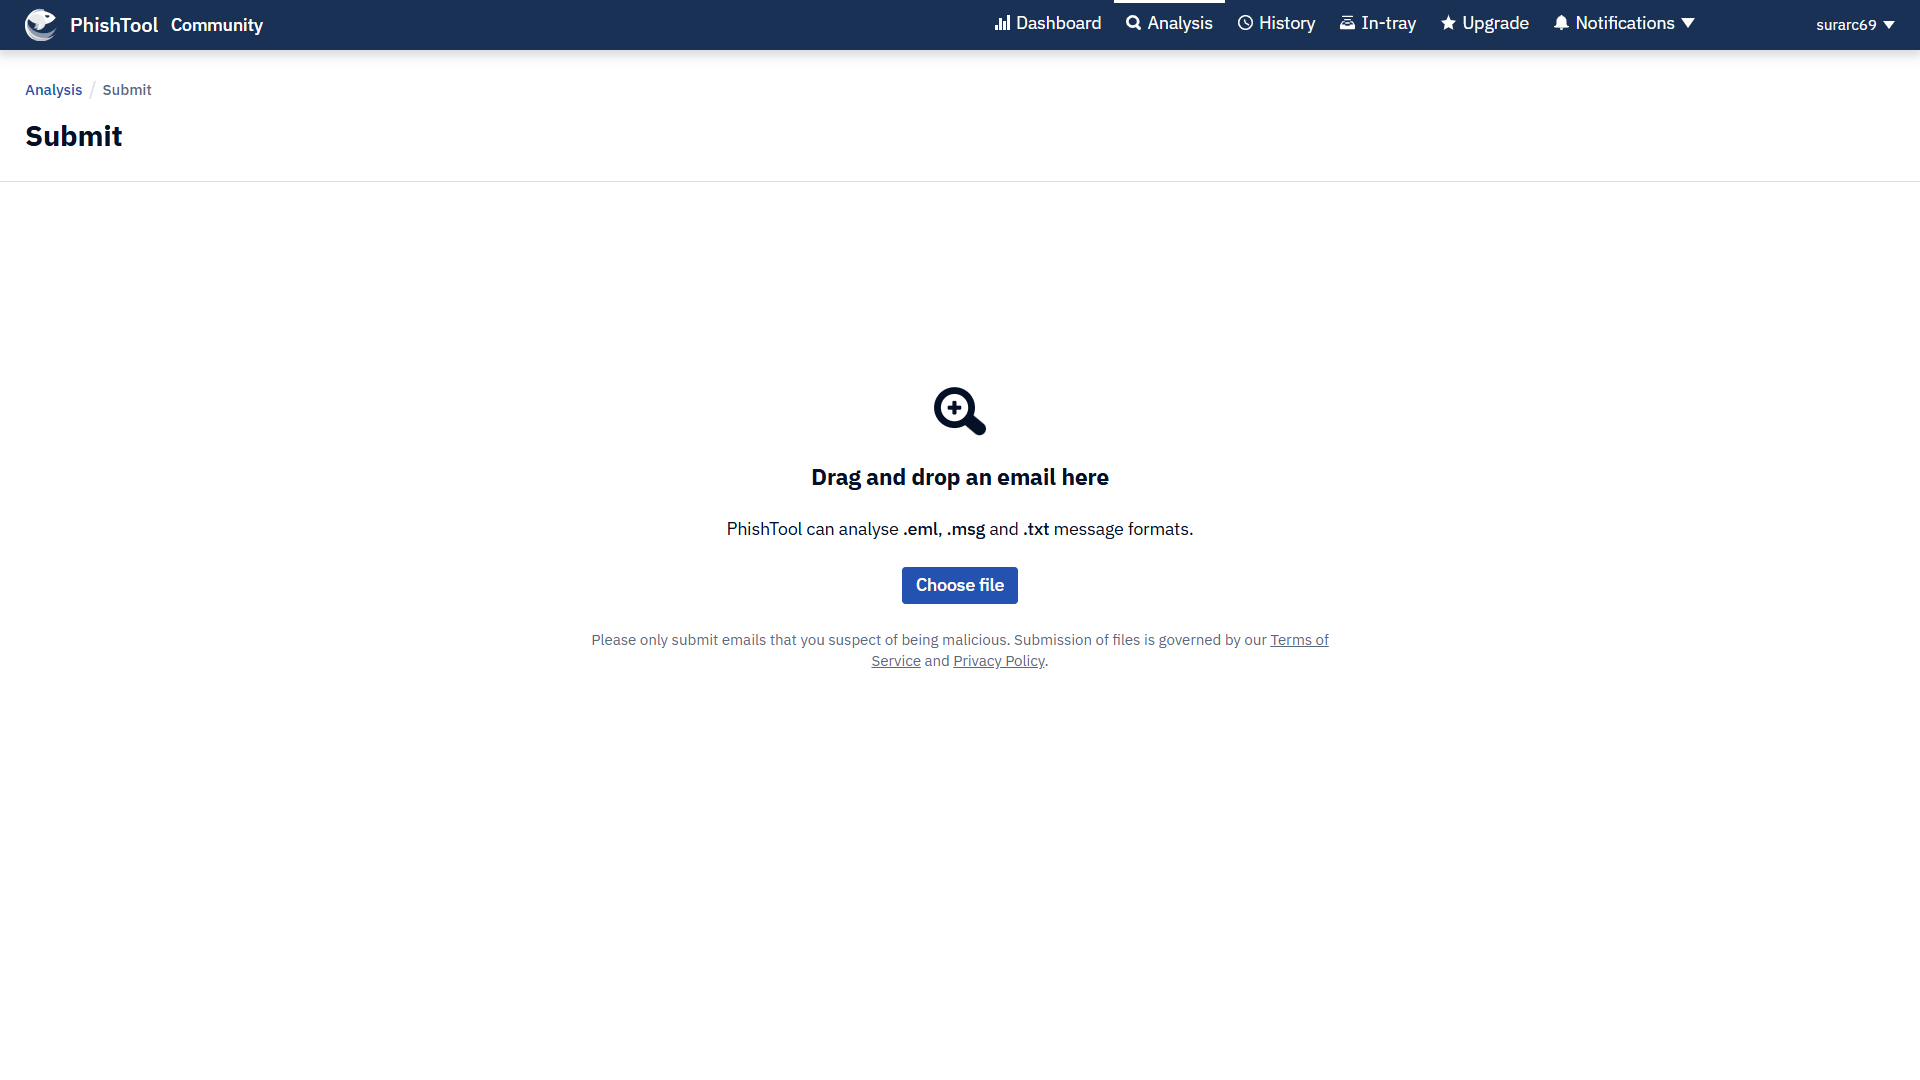 PhishTool Community
Dashboard
Analysis
History
In-tray
Upgrade
Notifications
surarc69
Analysis / Submit
Submit
Drag and drop an email here
PhishTool can analyse .eml, .msg and .txt message formats.
Choose file
Please only submit emails that you suspect of being malicious. Submission of files is governed by our Terms of
Service and Privacy Policy.